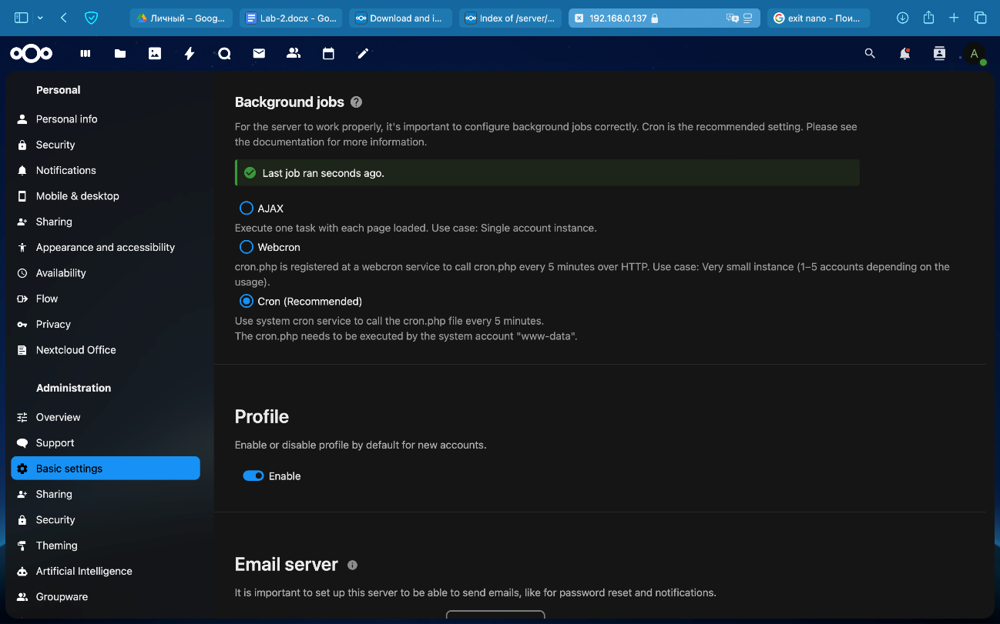 Личный – Goog...
Lab-2.docx - Go...
Download and i...
Index of /server/...
192.168.0.137
exit nano - Пои...
A
Personal
Personal info
Security
Notifications
Mobile & desktop
Sharing
Appearance and accessibility
Availability
Flow
Privacy
Nextcloud Office
Administration
Overview
Support
Basic settings
Sharing
Security
Theming
Artificial Intelligence
Groupware
Background jobs
For the server to work properly, it's important to configure background jobs correctly. Cron is the recommended setting. Please see
the documentation for more information.
Last job ran seconds ago.
AJAX
Execute one task with each page loaded. Use case: Single account instance.
Webcron
cron.php is registered at a webcron service to call cron.php every 5 minutes over HTTP. Use case: Very small instance (1–5 accounts depending on the
usage).
Cron (Recommended)
Use system cron service to call the cron.php file every 5 minutes.
The cron.php needs to be executed by the system account "www-data".
Profile
Enable or disable profile by default for new accounts.
Enable
Email server
It is important to set up this server to be able to send emails, like for password reset and notifications.